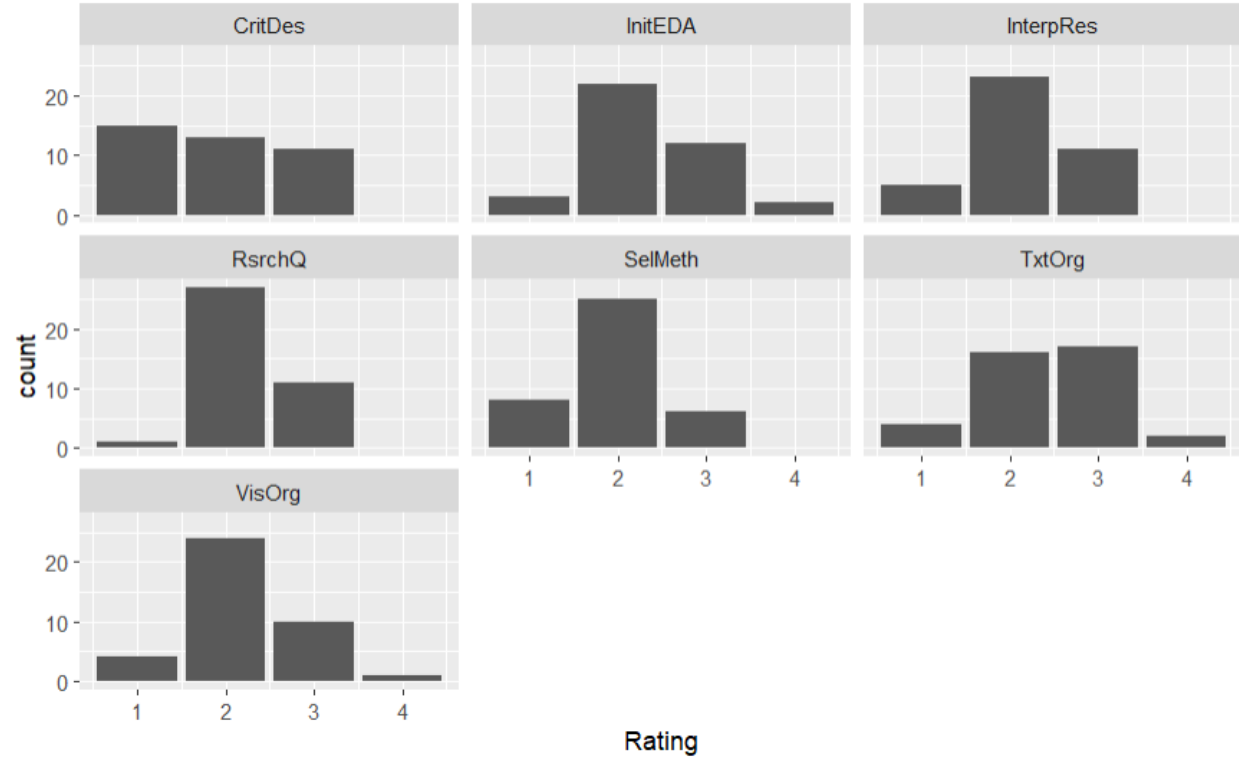 CritDes InitEDA InterpRes
20
10
0
RsrchQ SelMeth TxtOrg
count
20
10
0
1 2 3 4 1 2 3 4
VisOrg
20
10
0
1 2 3 4
Rating